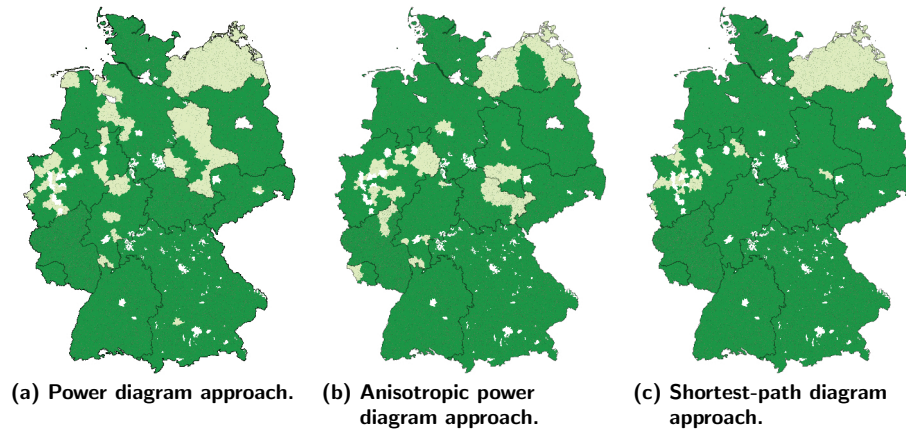 (a) Power diagram approach.
(b) Anisotropic power
diagram approach.
(c) Shortest-path diagram
approach.